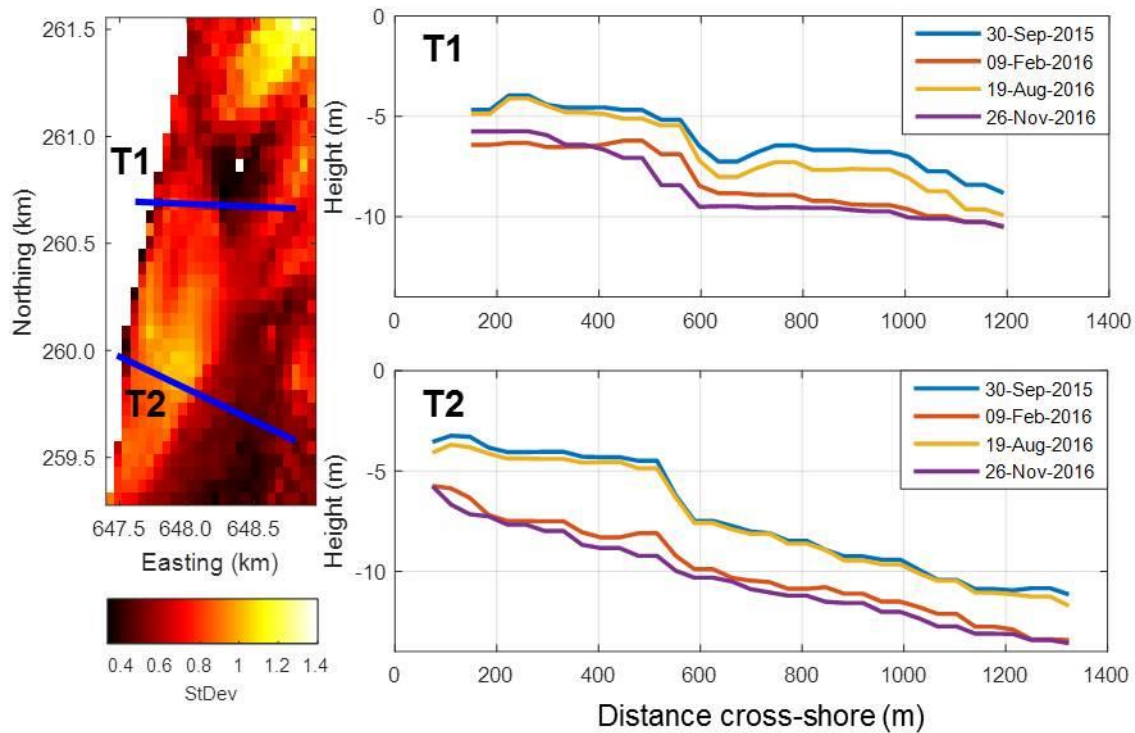 261.5
261.0
260.5
260.0
259.5
Northing (km)
T1
T2
647.5 648.0 648.5
Easting (km)
0.4 0.6 0.8 1 1.2 1.4
StDev
T1
0
-5
-10
Height (m)
0 200 400 600 800 1000 1200 1400
30-Sep-2015
09-Feb-2016
19-Aug-2016
26-Nov-2016
T2
0
-5
-10
Height (m)
0 200 400 600 800 1000 1200 1400
30-Sep-2015
09-Feb-2016
19-Aug-2016
26-Nov-2016
Distance cross-shore (m)